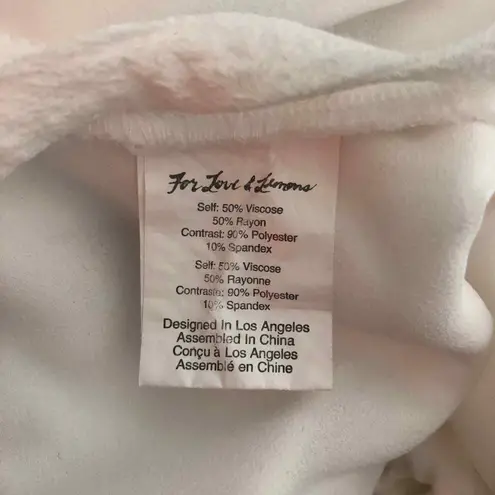 For Love & Lemons
Self: 50% Viscose
50% Rayon
Contrast: 90% Polyester
10% Spandex
Self: 50% Viscose
50% Rayonne
Contraste: 90% Polyester
10% Spandex
Designed In Los Angeles
Assembled In China
Conçu à Los Angeles
Assemblé en Chine